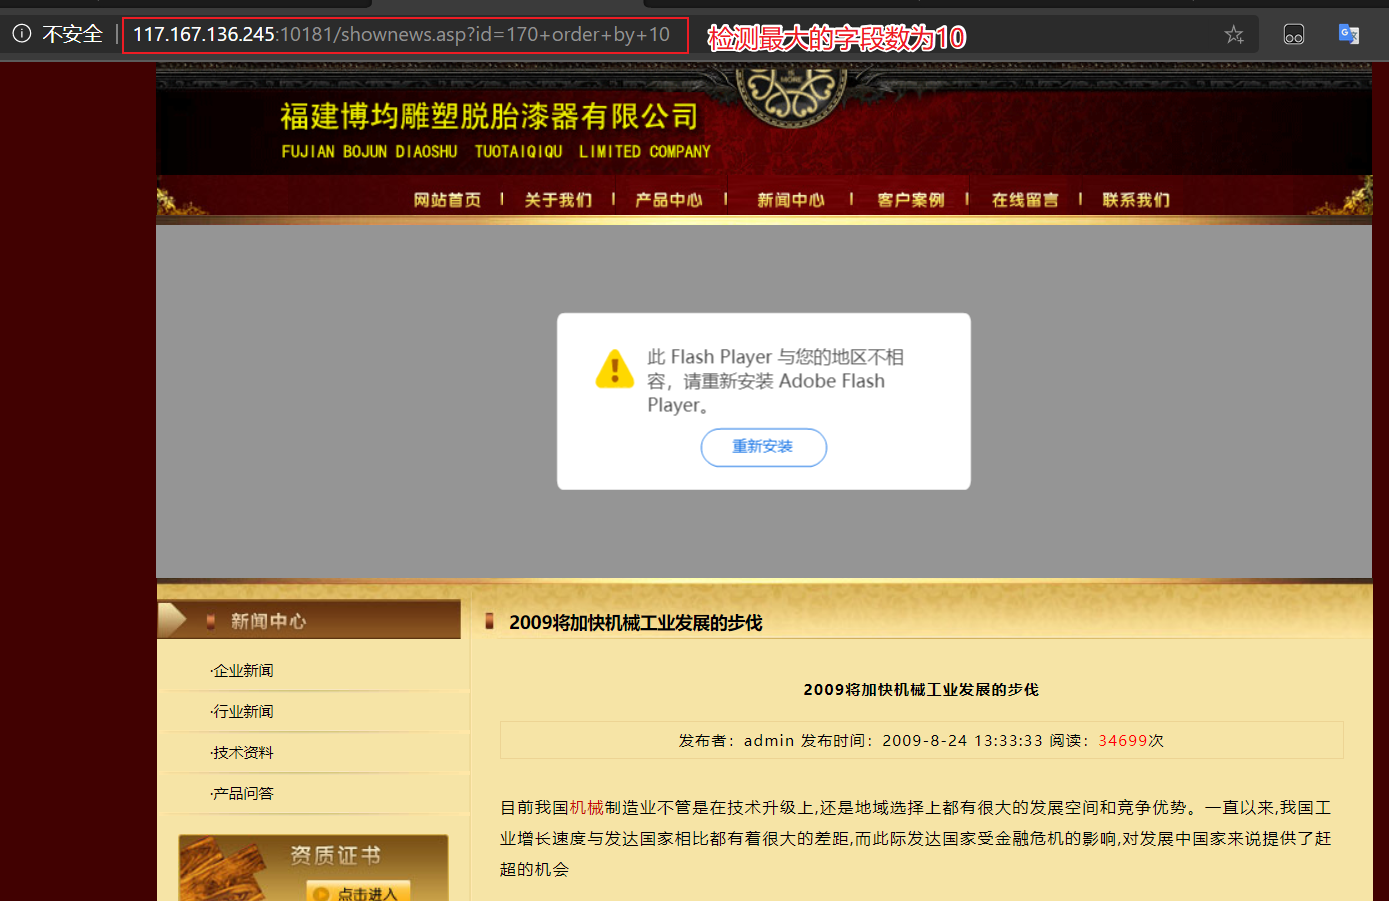 不安全 117.167.136.245:10181/shownews.asp?id=170+order+by+10 检测最大的字段数为10
福建博均雕塑脱胎漆器有限公司
FUJIAN BOJUN DIAOSHU TUOTAIQIQU LIMITED COMPANY
网站首页 | 关于我们 | 产品中心 | 新闻中心 | 客户案例 | 在线留言 | 联系我们
此 Flash Player 与您的地区不相
容，请重新安装 Adobe Flash
Player。
重新安装
新闻中心
·企业新闻
·行业新闻
·技术资料
·产品问答
资质证书
点击进入
2009将加快机械工业发展的步伐
2009将加快机械工业发展的步伐
发布者：admin 发布时间：2009-8-24 13:33:33 阅读：34699次
目前我国机械制造业不管是在技术升级上,还是地域选择上都有很大的发展空间和竞争优势。一直以来,我国工
业增长速度与发达国家相比都有着很大的差距,而此际发达国家受金融危机的影响,对发展中国家来说提供了赶
超的机会